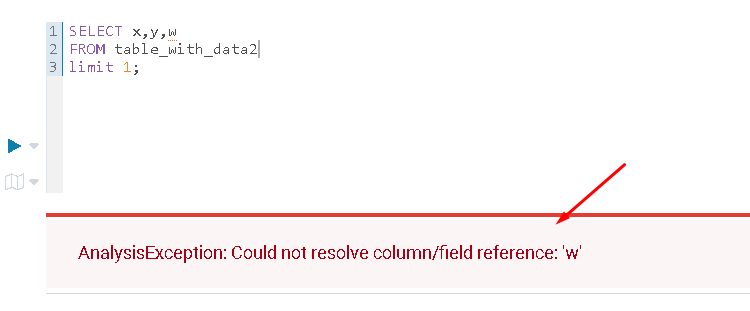 1 SELECT x,y,w
2 FROM table_with_data2
3 limit 1;
AnalysisException: Could not resolve column/field reference: 'w'